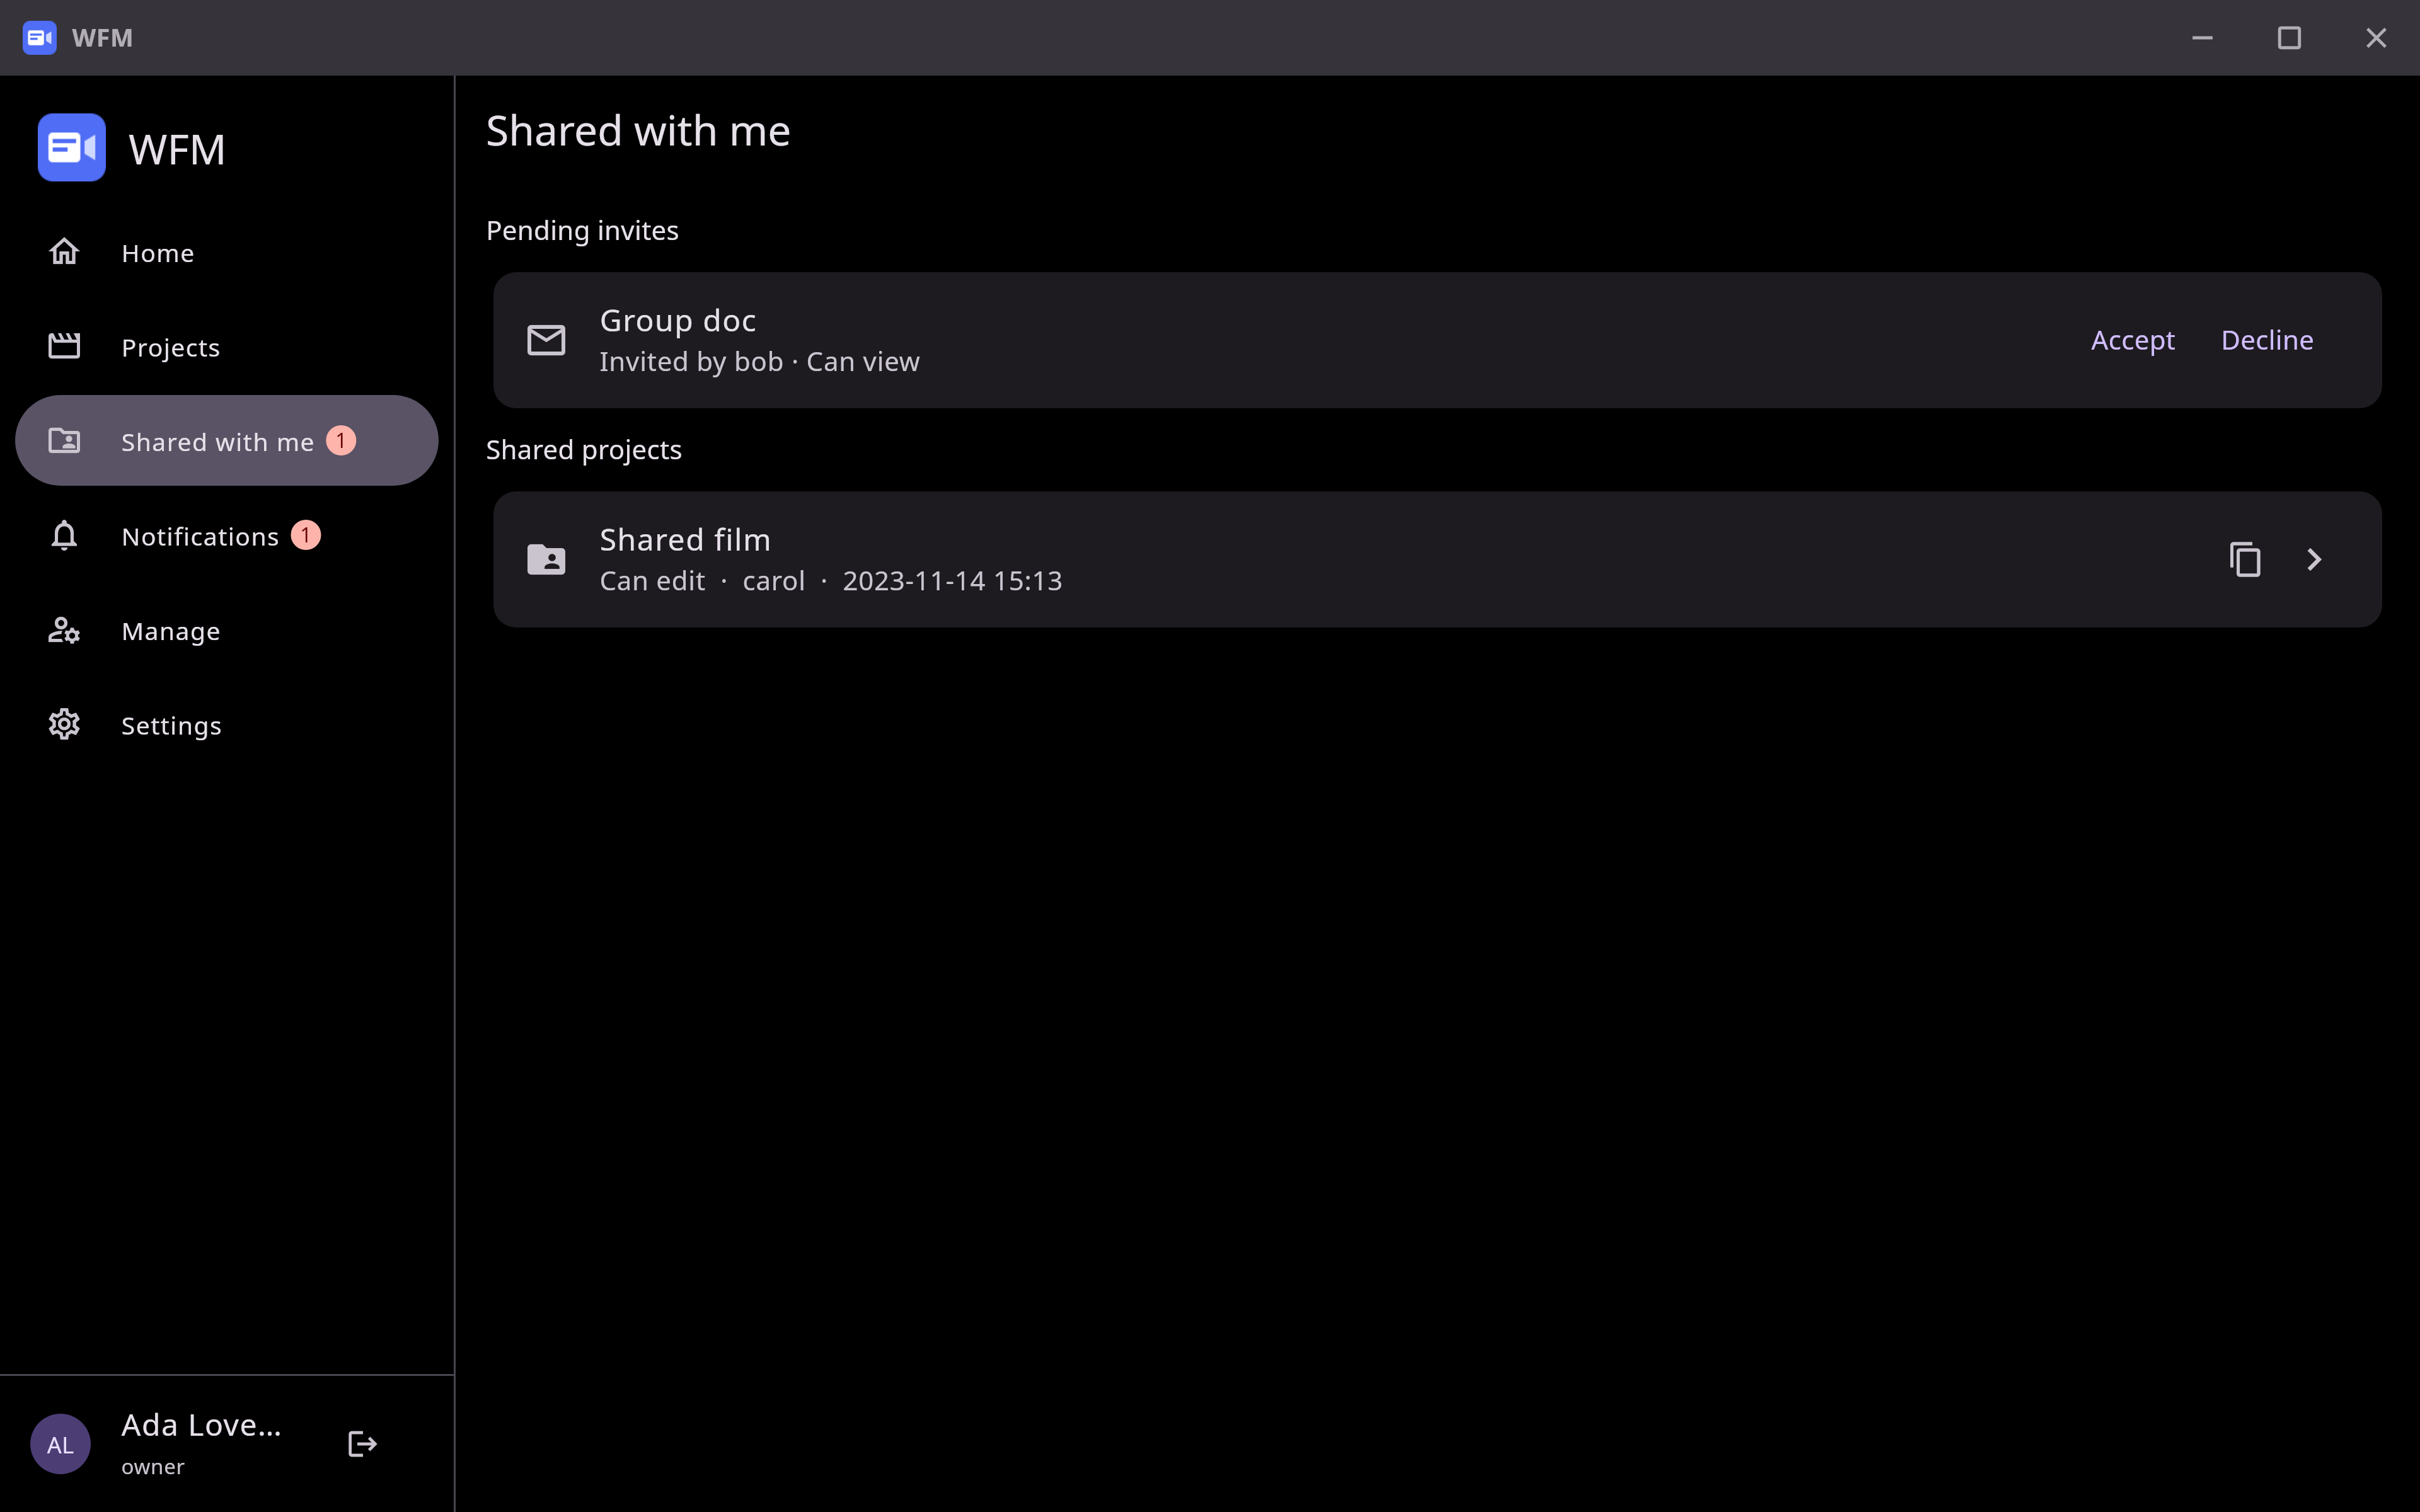 WFM
WFM
Home
Projects
Shared with me 1
Notifications 1
Manage
Settings
Ada Love...
AL
owner
Shared with me
Pending invites
Group doc
Invited by bob · Can view
Accept Decline
Shared projects
Shared film
Can edit · carol · 2023-11-14 15:13